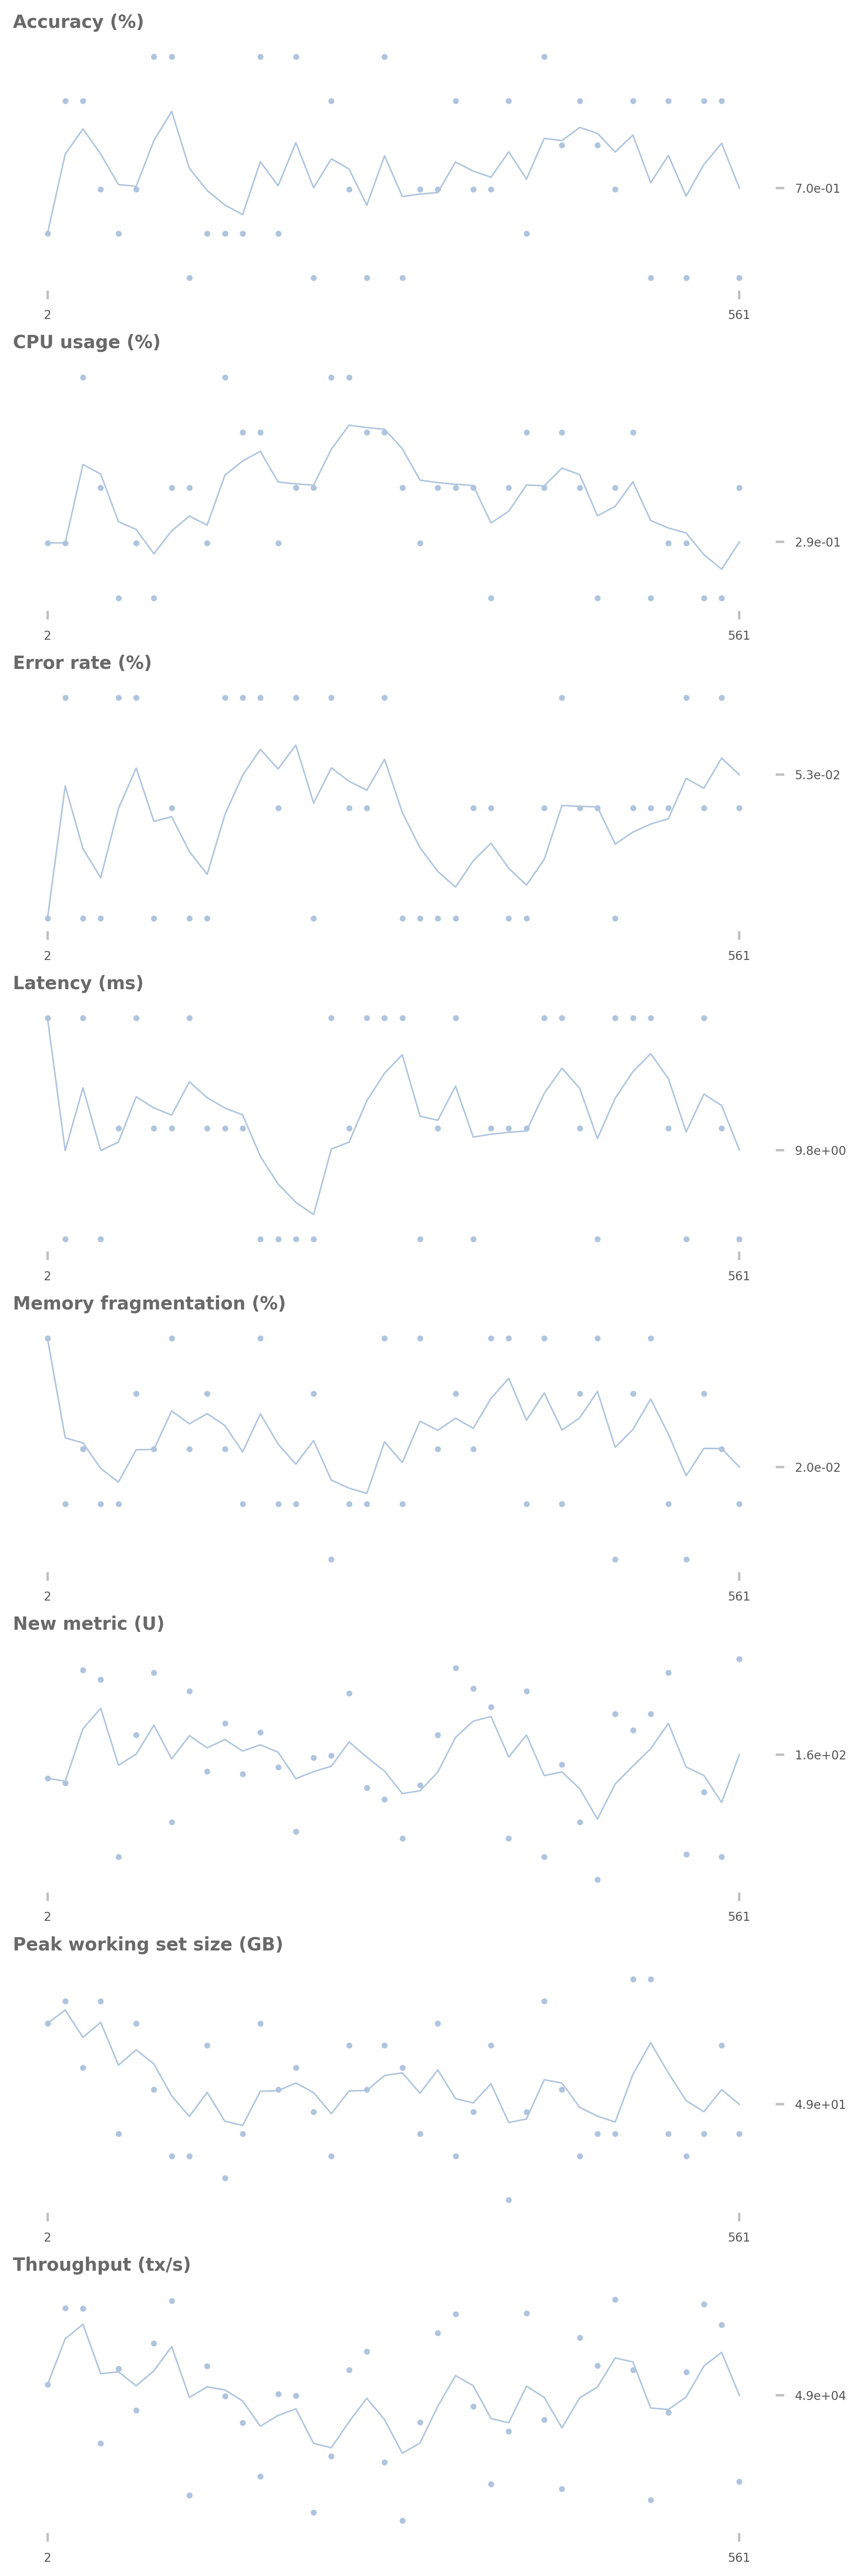 Accuracy (%)
7.0e-01
2 561
CPU usage (%)
2.9e-01
2 561
Error rate (%)
5.3e-02
2 561
Latency (ms)
9.8e+00
2 561
Memory fragmentation (%)
2.0e-02
2 561
New metric (U)
1.6e+02
2 561
Peak working set size (GB)
4.9e+01
2 561
Throughput (tx/s)
4.9e+04
2 561